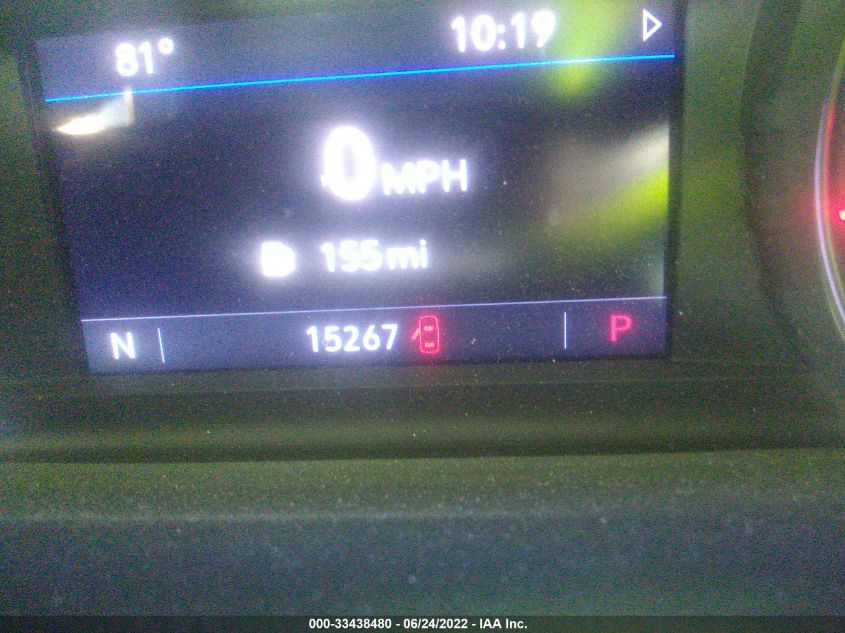 81° 10:19
0 MPH
155 mi
N 15267 P
000-33438480 - 06/24/2022 - IAA Inc.